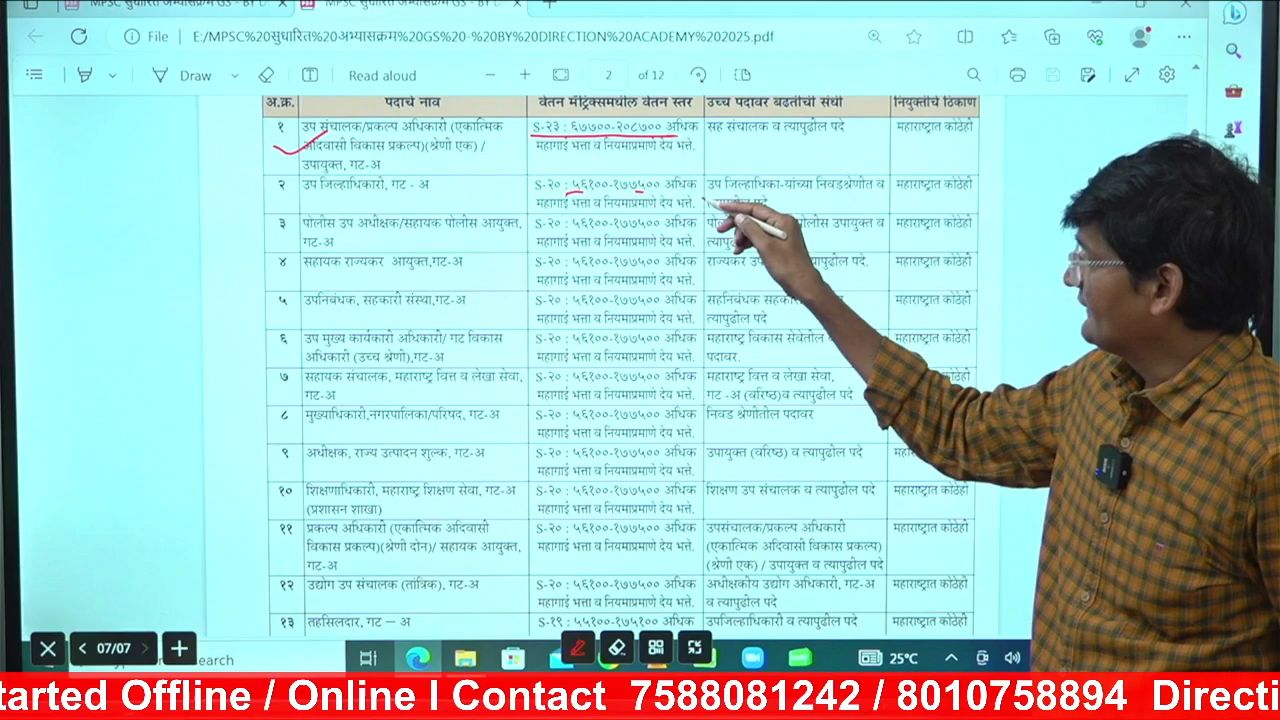 MPSC सुधारित अभ्यासक्रम GS - BY D
MPSC सुधारित अभ्यासक्रम GS - BY D
File E:/MPSC%20सुधारित%20अभ्यासक्रम%20GS%20-%20BY%20DIRECTION%20ACADEMY%202025.pdf
Draw Read aloud 2 of 12
अ.क्र. पदाचे नाव वेतन मॅट्रिक्समधील वेतन स्तर उच्च पदावर बढतीची संधी नियुक्तीचे ठिकाण
१ उप संचालक/प्रकल्प अधिकारी (एकात्मिक S-२३ : ६७७००-२०८७०० अधिक सह संचालक व त्यापुढील पदे महाराष्ट्रात कोठेही
आदिवासी विकास प्रकल्प)(श्रेणी एक) / महागाई भत्ता व नियमाप्रमाणे देय भत्ते.
उपायुक्त, गट-अ
२ उप जिल्हाधिकारी, गट - अ S-२० : ५६१००-१७७५०० अधिक उप जिल्हाधिका-यांच्या निवडश्रेणीत व महाराष्ट्रात कोठेही
महागाई भत्ता व नियमाप्रमाणे देय भत्ते. पदे
३ पोलीस उप अधीक्षक/सहायक पोलीस आयुक्त, S-२० : ५६१००-१७७५०० अधिक पोलीस उपायुक्त व महाराष्ट्रात कोठेही
गट-अ महागाई भत्ता व नियमाप्रमाणे देय भत्ते.
४ सहायक राज्यकर आयुक्त,गट-अ S-२० : ५६१००-१७७५०० अधिक राज्यकर पदे. महाराष्ट्रात कोठेही
महागाई भत्ता व नियमाप्रमाणे देय भत्ते.
५ उपनिबंधक, सहकारी संस्था,गट-अ S-२० : ५६१००-१७७५०० अधिक सहनिबंधक महाराष्ट्रात कोठेही
महागाई भत्ता व नियमाप्रमाणे देय भत्ते. त्यापुढील पदे
६ उप मुख्य कार्यकारी अधिकारी/ गट विकास S-२० : ५६१००-१७७५०० अधिक महाराष्ट्र विकास सेवेतील महाराष्ट्रात कोठेही
अधिकारी (उच्च श्रेणी),गट-अ महागाई भत्ता व नियमाप्रमाणे देय भत्ते. पदावर.
७ सहायक संचालक, महाराष्ट्र वित्त व लेखा सेवा, S-२० : ५६१००-१७७५०० अधिक महाराष्ट्र वित्त व लेखा सेवा, कोठेही
गट-अ महागाई भत्ता व नियमाप्रमाणे देय भत्ते. गट -अ (वरिष्ठ)व त्यापुढील पदे
८ मुख्याधिकारी,नगरपालिका/परिषद, गट-अ S-२० : ५६१००-१७७५०० अधिक निवड श्रेणीतील पदावर
महागाई भत्ता व नियमाप्रमाणे देय भत्ते.
९ अधीक्षक, राज्य उत्पादन शुल्क, गट-अ S-२० : ५६१००-१७७५०० अधिक उपायुक्त (वरिष्ठ) व त्यापुढील पदे कोठेही
महागाई भत्ता व नियमाप्रमाणे देय भत्ते.
१० शिक्षणाधिकारी, महाराष्ट्र शिक्षण सेवा, गट-अ S-२० : ५६१००-१७७५०० अधिक शिक्षण उप संचालक व त्यापुढील पदे महाराष्ट्रात कोठेही
(प्रशासन शाखा) महागाई भत्ता व नियमाप्रमाणे देय भत्ते.
११ प्रकल्प अधिकारी (एकात्मिक अदिवासी S-२० : ५६१००-१७७५०० अधिक उपसंचालक/प्रकल्प अधिकारी महाराष्ट्रात कोठेही
विकास प्रकल्प)(श्रेणी दोन)/ सहायक आयुक्त, महागाई भत्ता व नियमाप्रमाणे देय भत्ते. (एकात्मिक अदिवासी विकास प्रकल्प)
गट-अ (श्रेणी एक) / उपायुक्त व त्यापुढील पदे
१२ उद्योग उप संचालक (तांत्रिक), गट-अ S-२० : ५६१००-१७७५०० अधिक अधीक्षकीय उद्योग अधिकारी, गट-अ महाराष्ट्रात कोठेही
महागाई भत्ता व नियमाप्रमाणे देय भत्ते. व त्यापुढील पदे
१३ तहसिलदार, गट – अ S-१९ : ५५१००-१७५१०० अधिक उपजिल्हाधिकारी व त्यापुढील पदे महाराष्ट्रात कोठेही
07/07 search 25°C
tarted Offline / Online I Contact 7588081242 / 8010758894 Directi